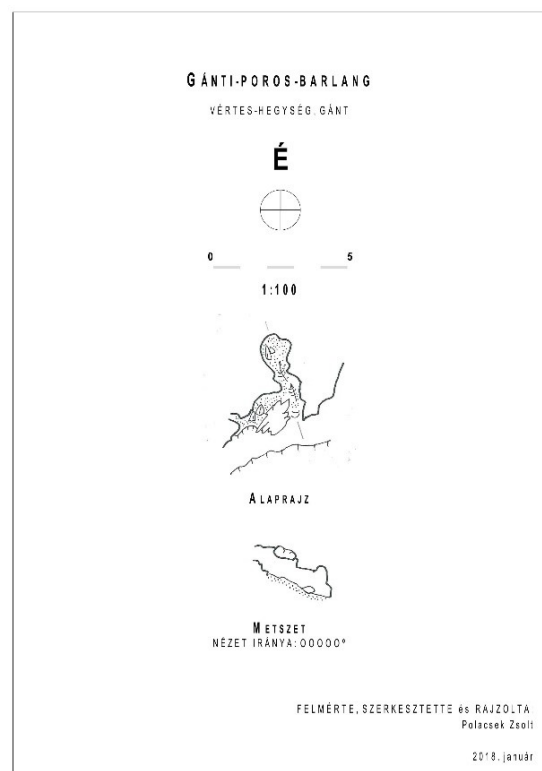 GÁNTI-POROS-BARLANG
VÉRTES-HEGYSÉG, GÁNT
É
0 5
1:100
ALAPRAJZ
METSZET
NÉZET IRÁNYA: OOOOO°
FELMÉRTE, SZERKESZTETTE és RAJZOLTA:
Polacsek Zsolt
2018. január